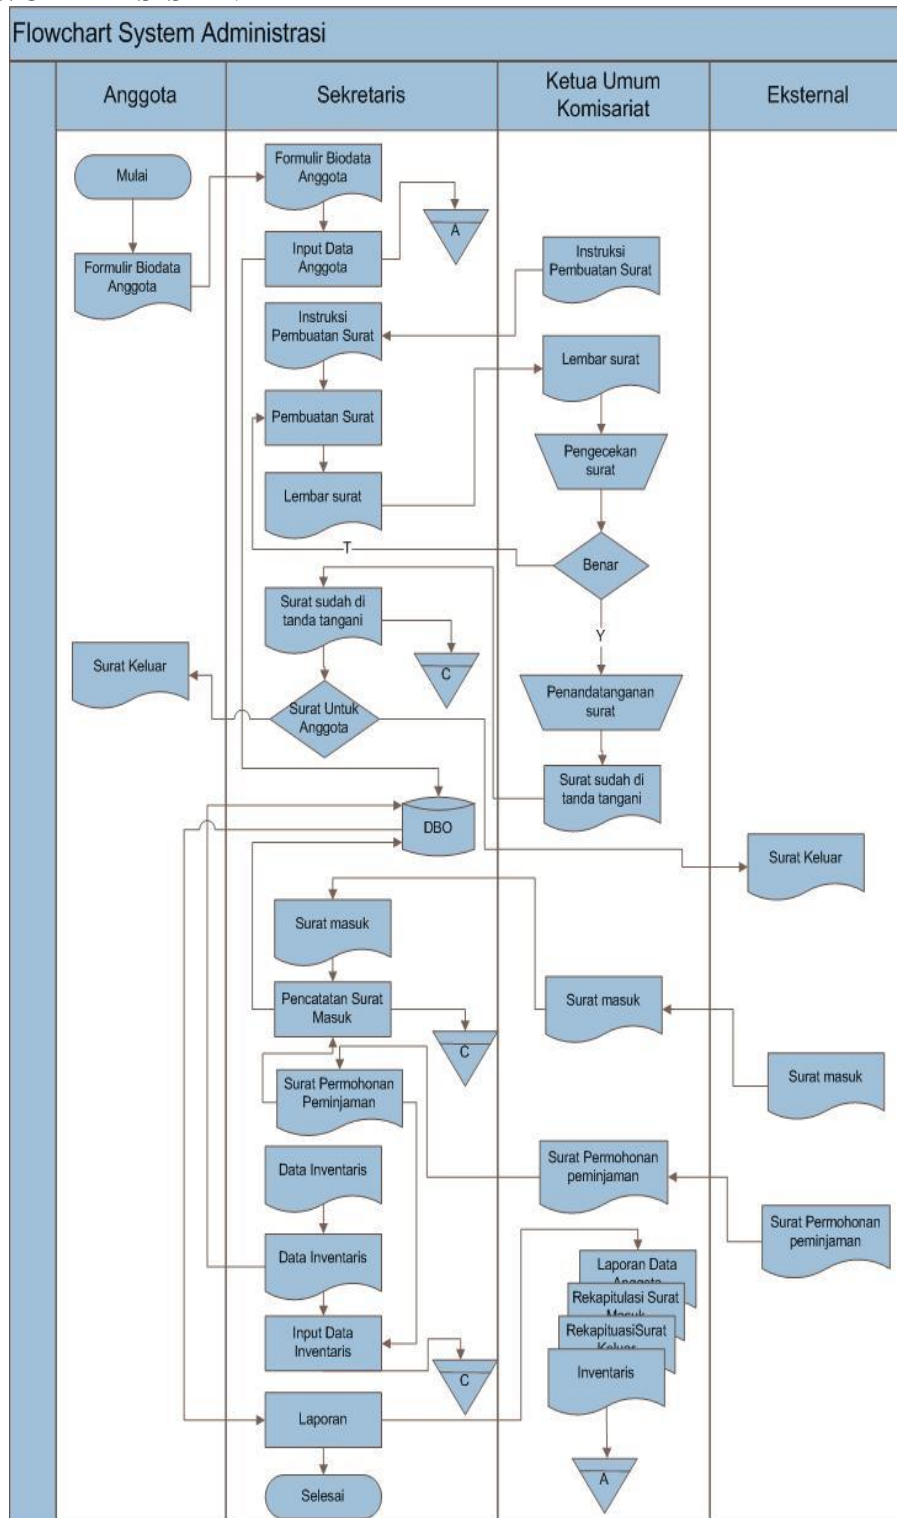 Flowchart System Administrasi
Anggota
Sekretaris
Ketua Umum
Komisariat
Eksternal
Mulai
Formulir Biodata
Anggota
Formulir Biodata
Anggota
A
Input Data
Anggota
Instruksi
Pembuatan Surat
Instruksi
Pembuatan Surat
Lembar surat
Pembuatan Surat
Pengecekan
surat
Lembar surat
T
Benar
Surat sudah di
tanda tangani
Y
Surat Keluar
C
Penandatanganan
surat
Surat Untuk
Anggota
Surat sudah di
tanda tangani
DBO
Surat Keluar
Surat masuk
Pencatatan Surat
Masuk
Surat masuk
C
Surat masuk
Surat Permohonan
Peminjaman
Surat Permohonan
peminjaman
Data Inventaris
Surat Permohonan
peminjaman
Data Inventaris
Laporan Data
Anggota
Rekapitulasi Surat
Masuk
RekapituasiSurat
Keluar
Input Data
Inventaris
Inventaris
C
Laporan
A
Selesai